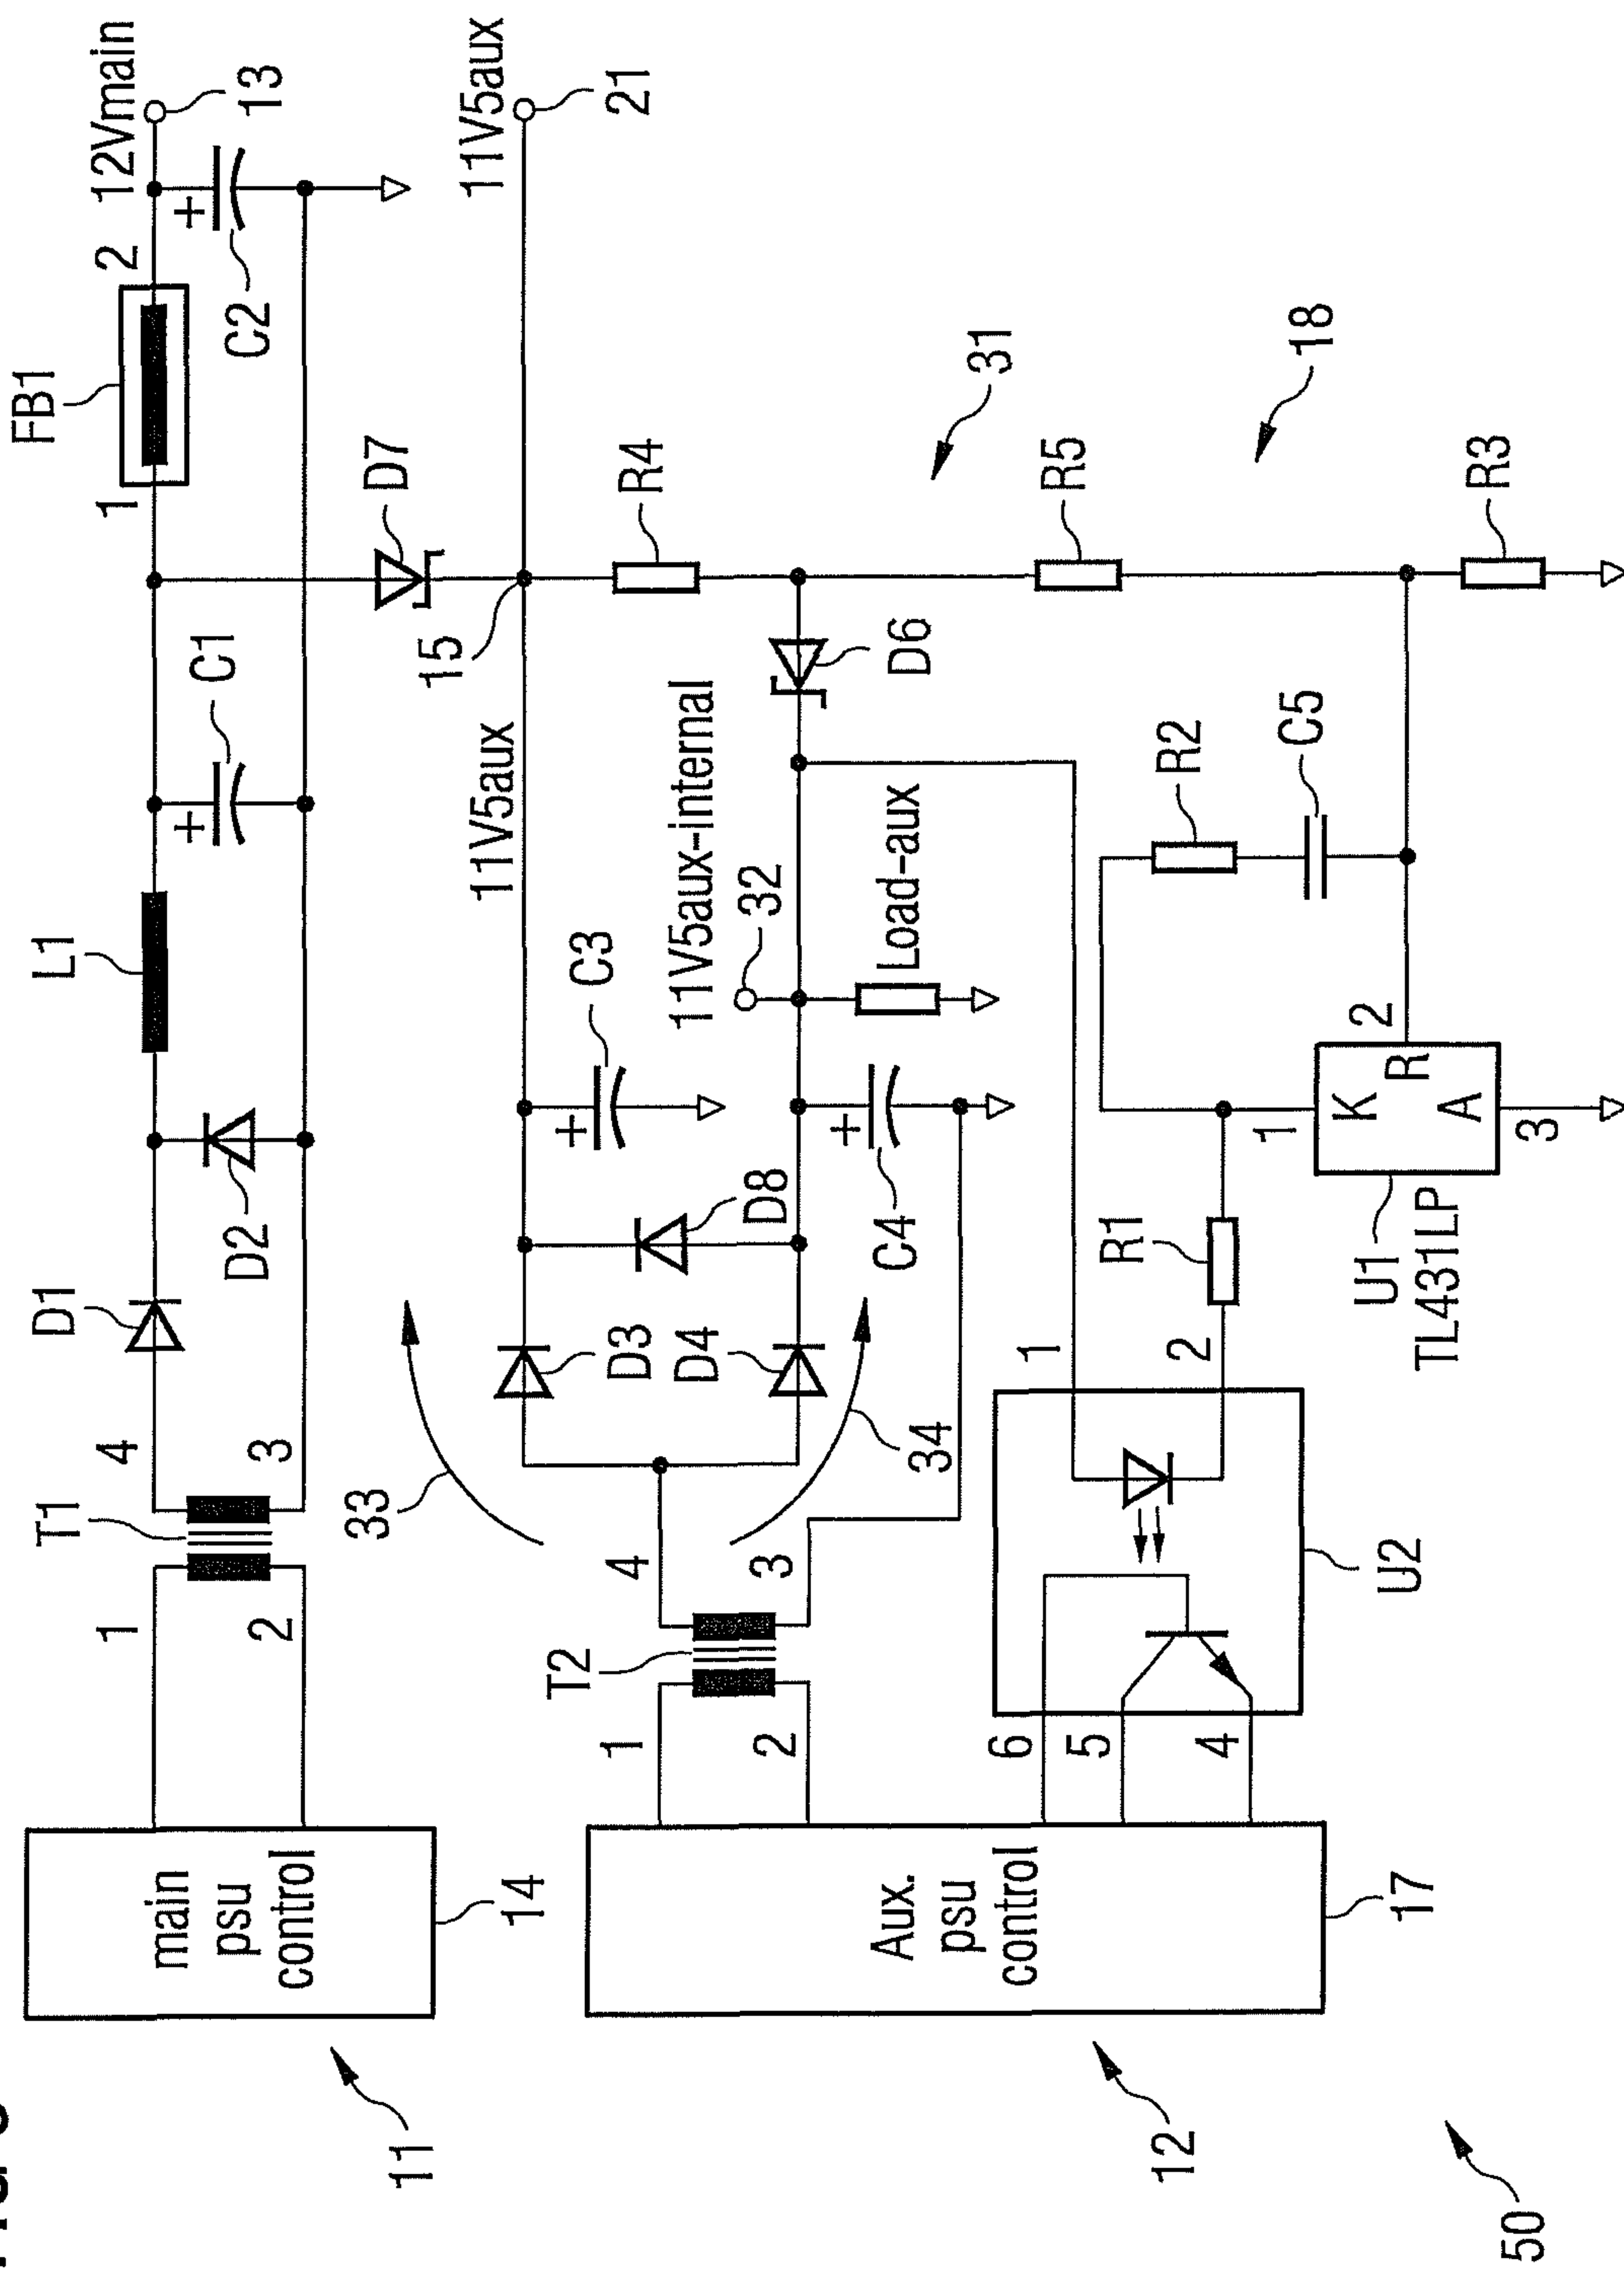 FB1
L1
D1
T1
12Vmain
13
2
1
4
3
1
2
C2
C1
D2
D7
main
psu
control
14
11
11V5aux
21
15
11V5aux
33
R4
C3
D3
D8
D4
T2
4
3
1
2
34
D6
11V5aux-internal
32
Load-aux
C4
31
18
R5
R3
R2
C5
R1
1
2
K
R
A
1
2
3
U1
TL431LP
U2
6
5
4
Aux.
psu
control
17
12
50